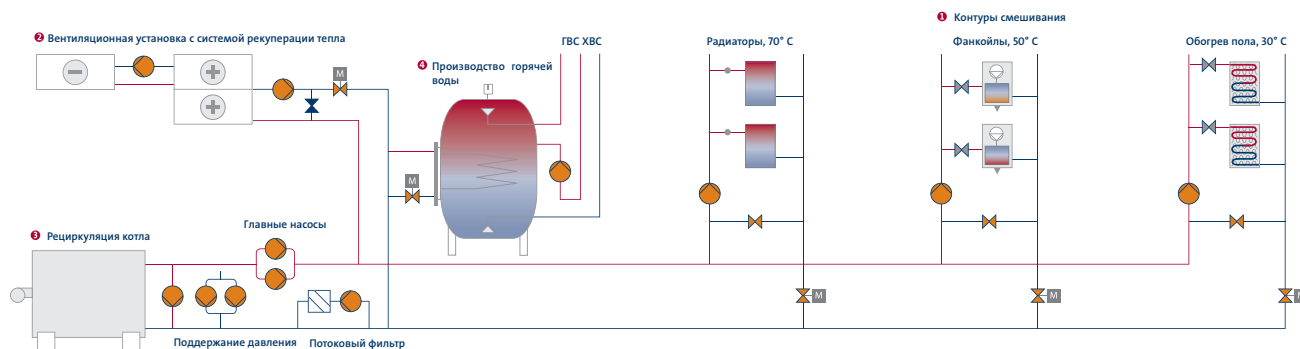 ❶ Контуры смешивания
❷ Вентиляционная установка с системой рекуперации тепла
ГВС ХВС
Радиаторы, 70° С
Фанкойлы, 50° С
Обогрев пола, 30° С
❹ Производство горячей
воды
M
M
❸ Рециркуляция котла
Главные насосы
M
M
M
Поддержание давления
Потоковый фильтр